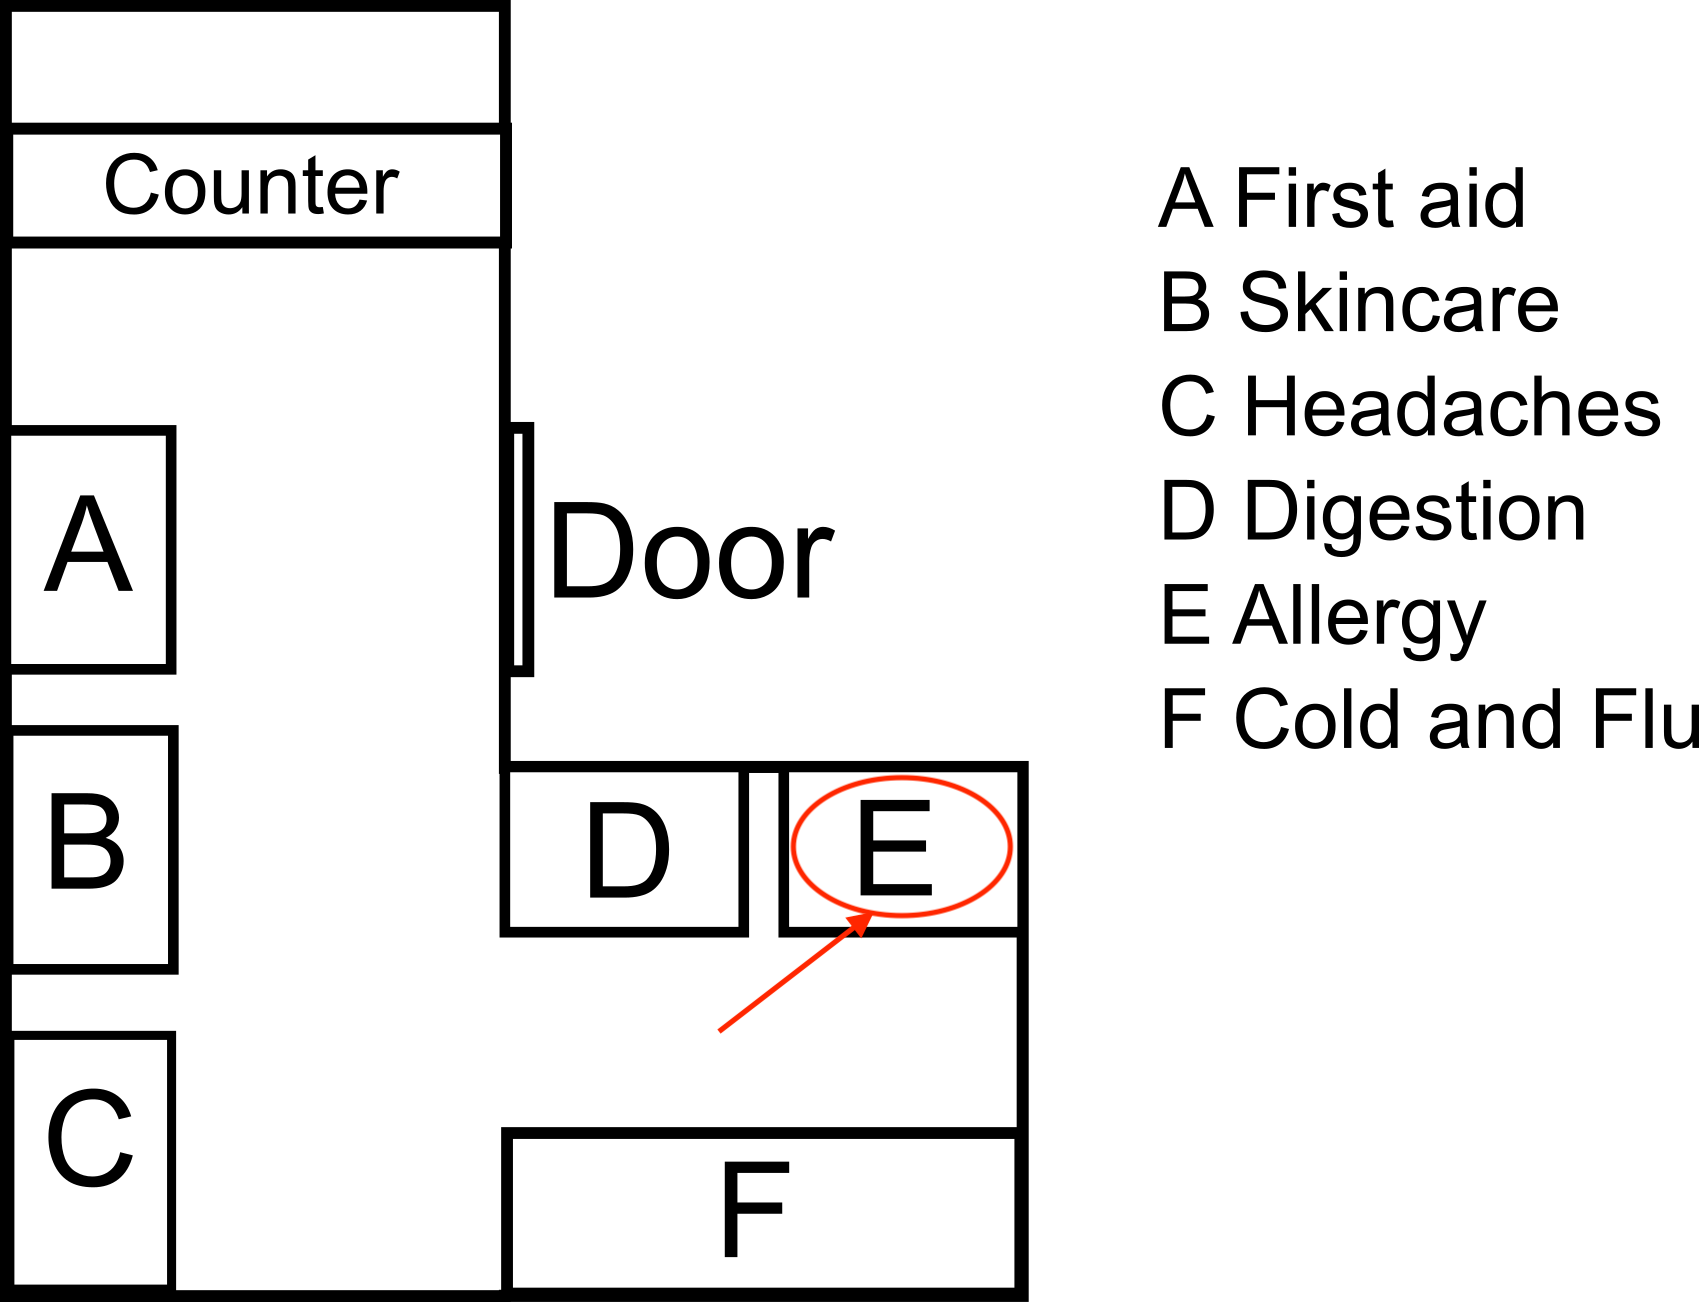 Counter
A First aid
B Skincare
C Headaches
D Digestion
E Allergy
F Cold and Flu
A
Door
B
D
E
C
F